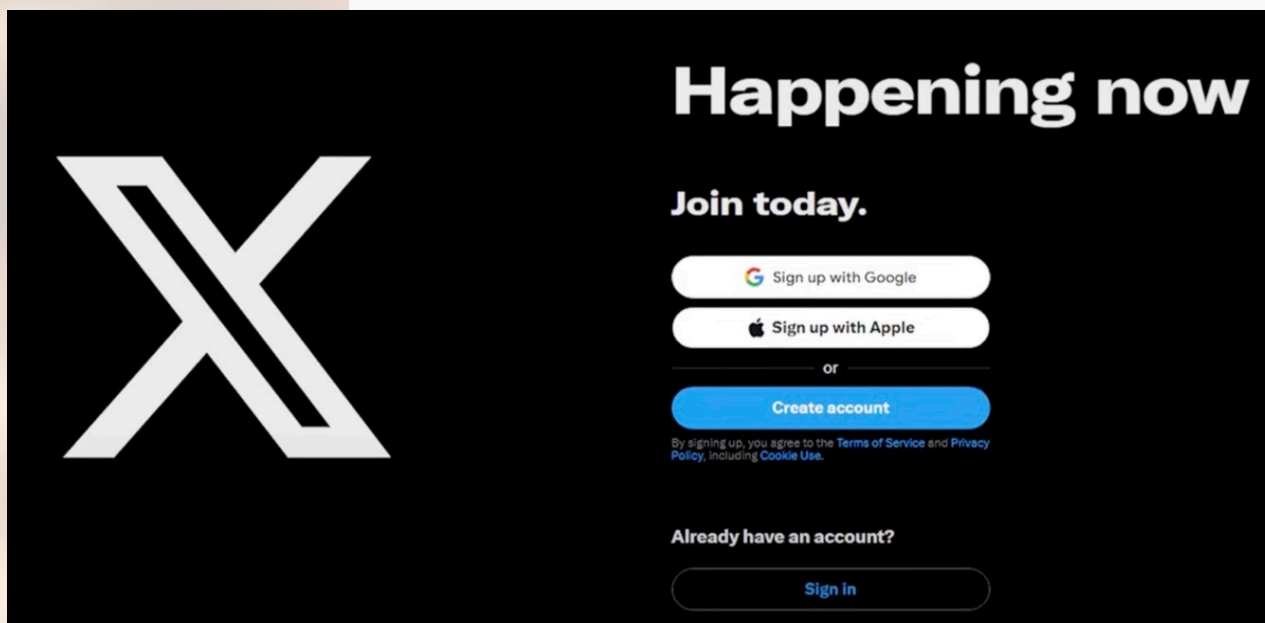 X
Happening now
Join today.
Sign up with Google
Sign up with Apple
or
Create account
By signing up, you agree to the Terms of Service and Privacy
Policy, including Cookie Use.
Already have an account?
Sign in